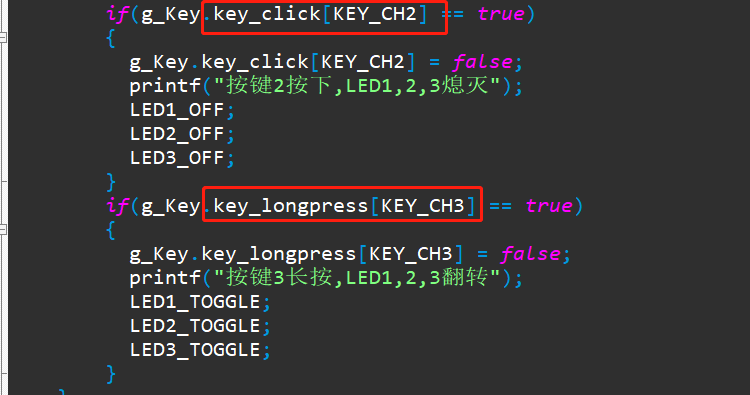 if(g_Key.key_click[KEY_CH2] == true)
{
g_Key.key_click[KEY_CH2] = false;
printf("按键2按下,LED1,2,3熄灭");
LED1_OFF;
LED2_OFF;
LED3_OFF;
}
if(g_Key.key_longpress[KEY_CH3] == true)
{
g_Key.key_longpress[KEY_CH3] = false;
printf("按键3长按,LED1,2,3翻转");
LED1_TOGGLE;
LED2_TOGGLE;
LED3_TOGGLE;
}